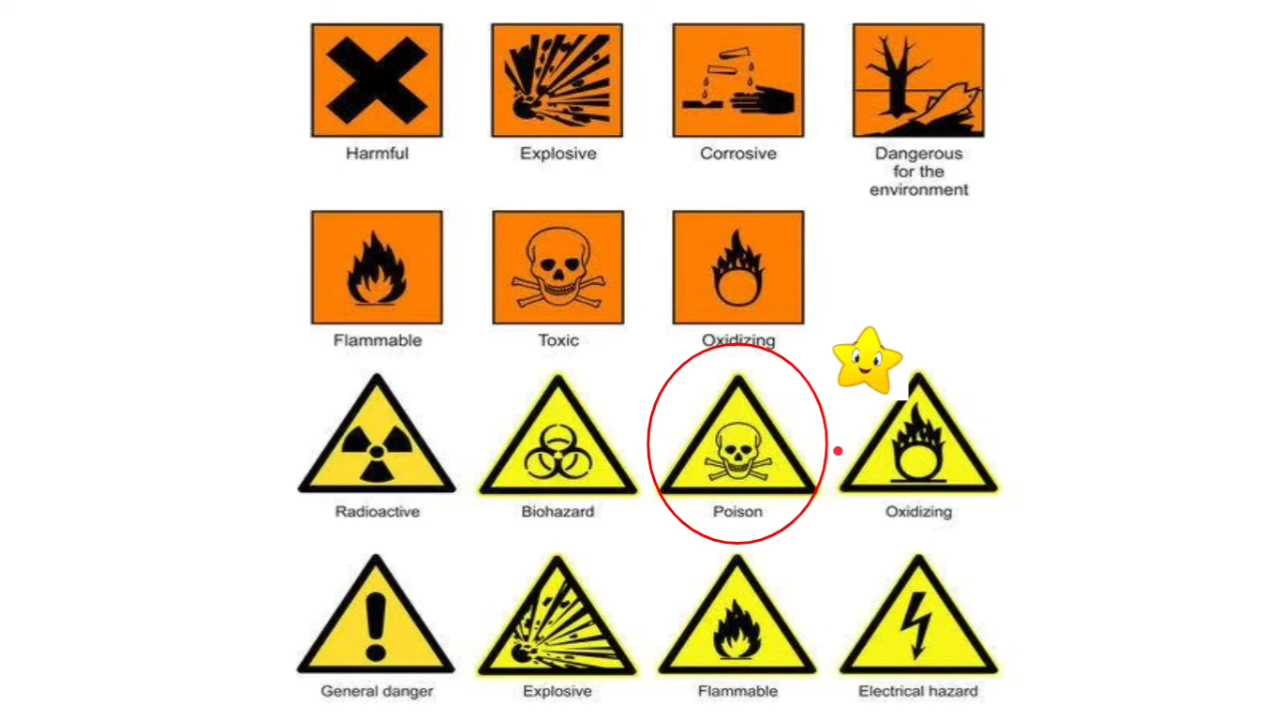 Harmful
Explosive
Corrosive
Dangerous
for the
environment
Flammable
Toxic
Oxidizing
Radioactive
Biohazard
Poison
Oxidizing
General danger
Explosive
Flammable
Electrical hazard